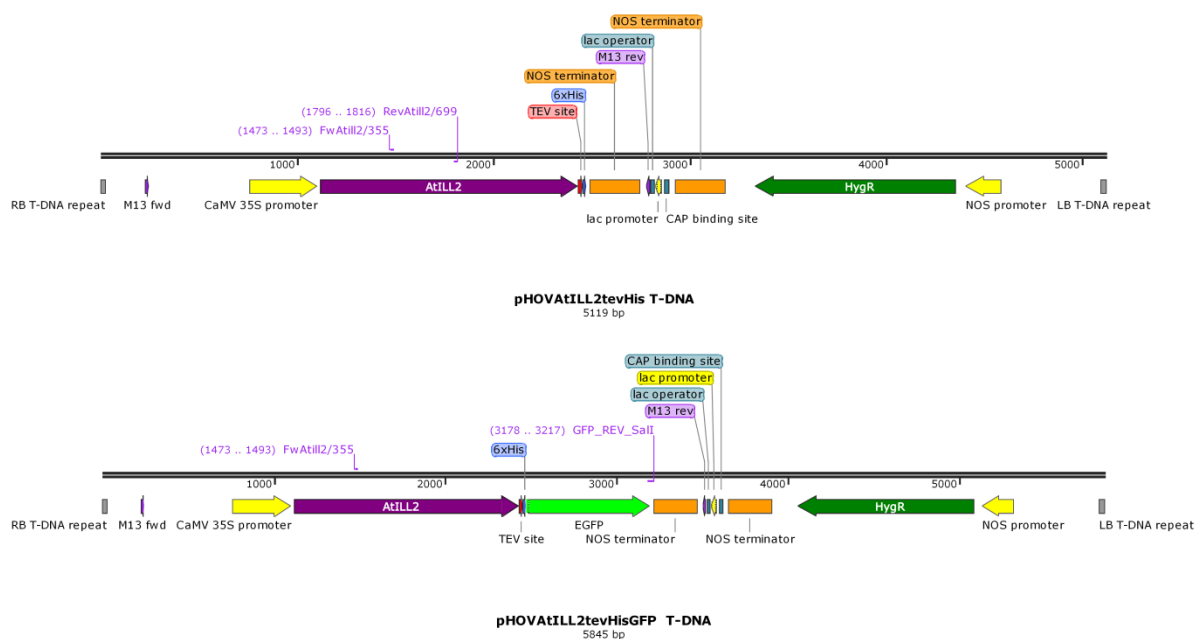 NOS terminator
lac operator
M13 rev
NOS terminator
6xHis
TEV site
(1796 .. 1816) RevAtill2/699
(1473 .. 1493) FwAtill2/355
1000 2000 3000 4000 5000
AtILL2 HygR
RB T-DNA repeat M13 fwd CaMV 35S promoter NOS promoter LB T-DNA repeat
lac promoter CAP binding site
pHOVAtILL2tevHis T-DNA
5119 bp
CAP binding site
lac promoter
lac operator
M13 rev
(3178 .. 3217) GFP_REV_SalI
(1473 .. 1493) FwAtill2/355
6xHis
1000 2000 3000 4000 5000
AtILL2 EGFP HygR
RB T-DNA repeat M13 fwd CaMV 35S promoter NOS promoter LB T-DNA repeat
TEV site NOS terminator NOS terminator
pHOVAtILL2tevHisGFP T-DNA
5845 bp